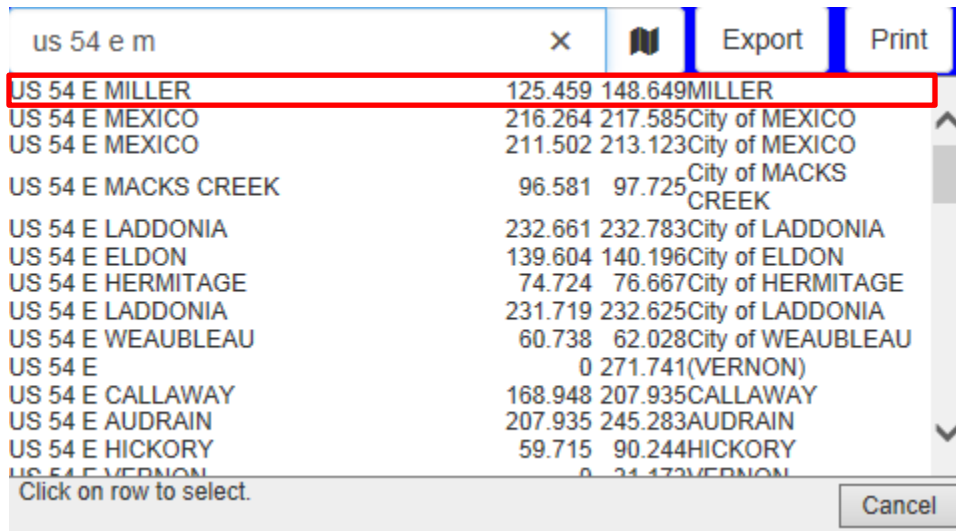 us 54 e m × Export Print
US 54 E MILLER 125.459 148.649MILLER
US 54 E MEXICO 216.264 217.585City of MEXICO
US 54 E MEXICO 211.502 213.123City of MEXICO
US 54 E MACKS CREEK 96.581 97.725City of MACKS
CREEK
US 54 E LADDONIA 232.661 232.783City of LADDONIA
US 54 E ELDON 139.604 140.196City of ELDON
US 54 E HERMITAGE 74.724 76.667City of HERMITAGE
US 54 E LADDONIA 231.719 232.625City of LADDONIA
US 54 E WEAUBLEAU 60.738 62.028City of WEAUBLEAU
US 54 E 0 271.741(VERNON)
US 54 E CALLAWAY 168.948 207.935CALLAWAY
US 54 E AUDRAIN 207.935 245.283AUDRAIN
US 54 E HICKORY 59.715 90.244HICKORY
US 54 E VERNON 0 31.172VERNON
Click on row to select.
Cancel